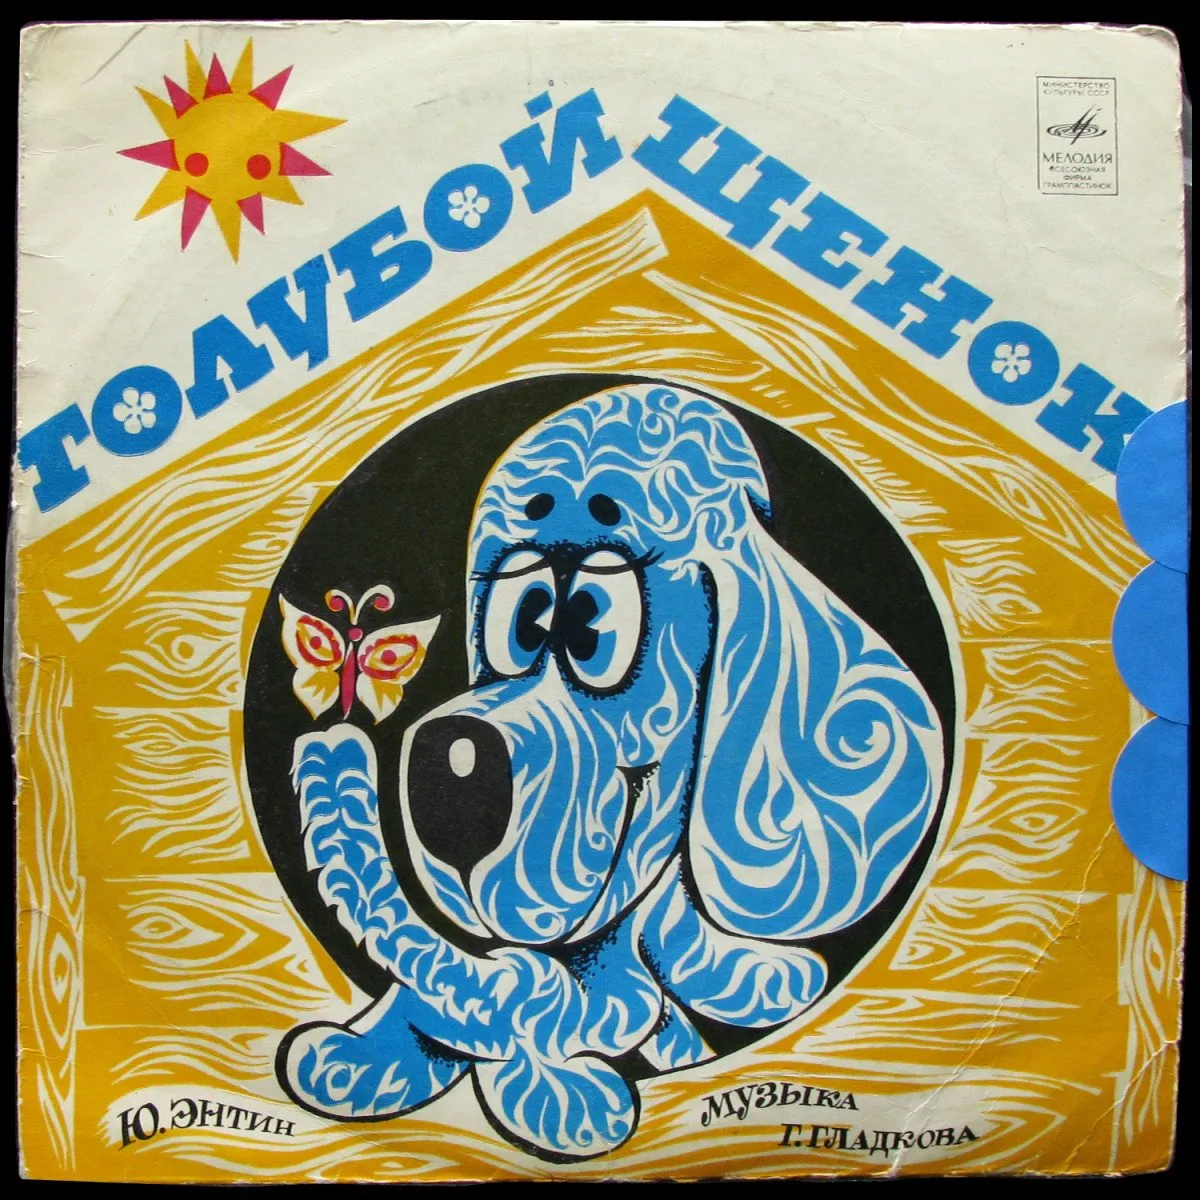 ГОЛУБОЙ ЩЕНОК
МИНИСТЕРСТВО
КУЛЬТУРЫ СССР
МЕЛОДИЯ
ВСЕСОЮЗНАЯ
ФИРМА
ГРАМПЛАСТИНОК
Ю. ЭНТИН
МУЗЫКА
Г. ГЛАДКОВА